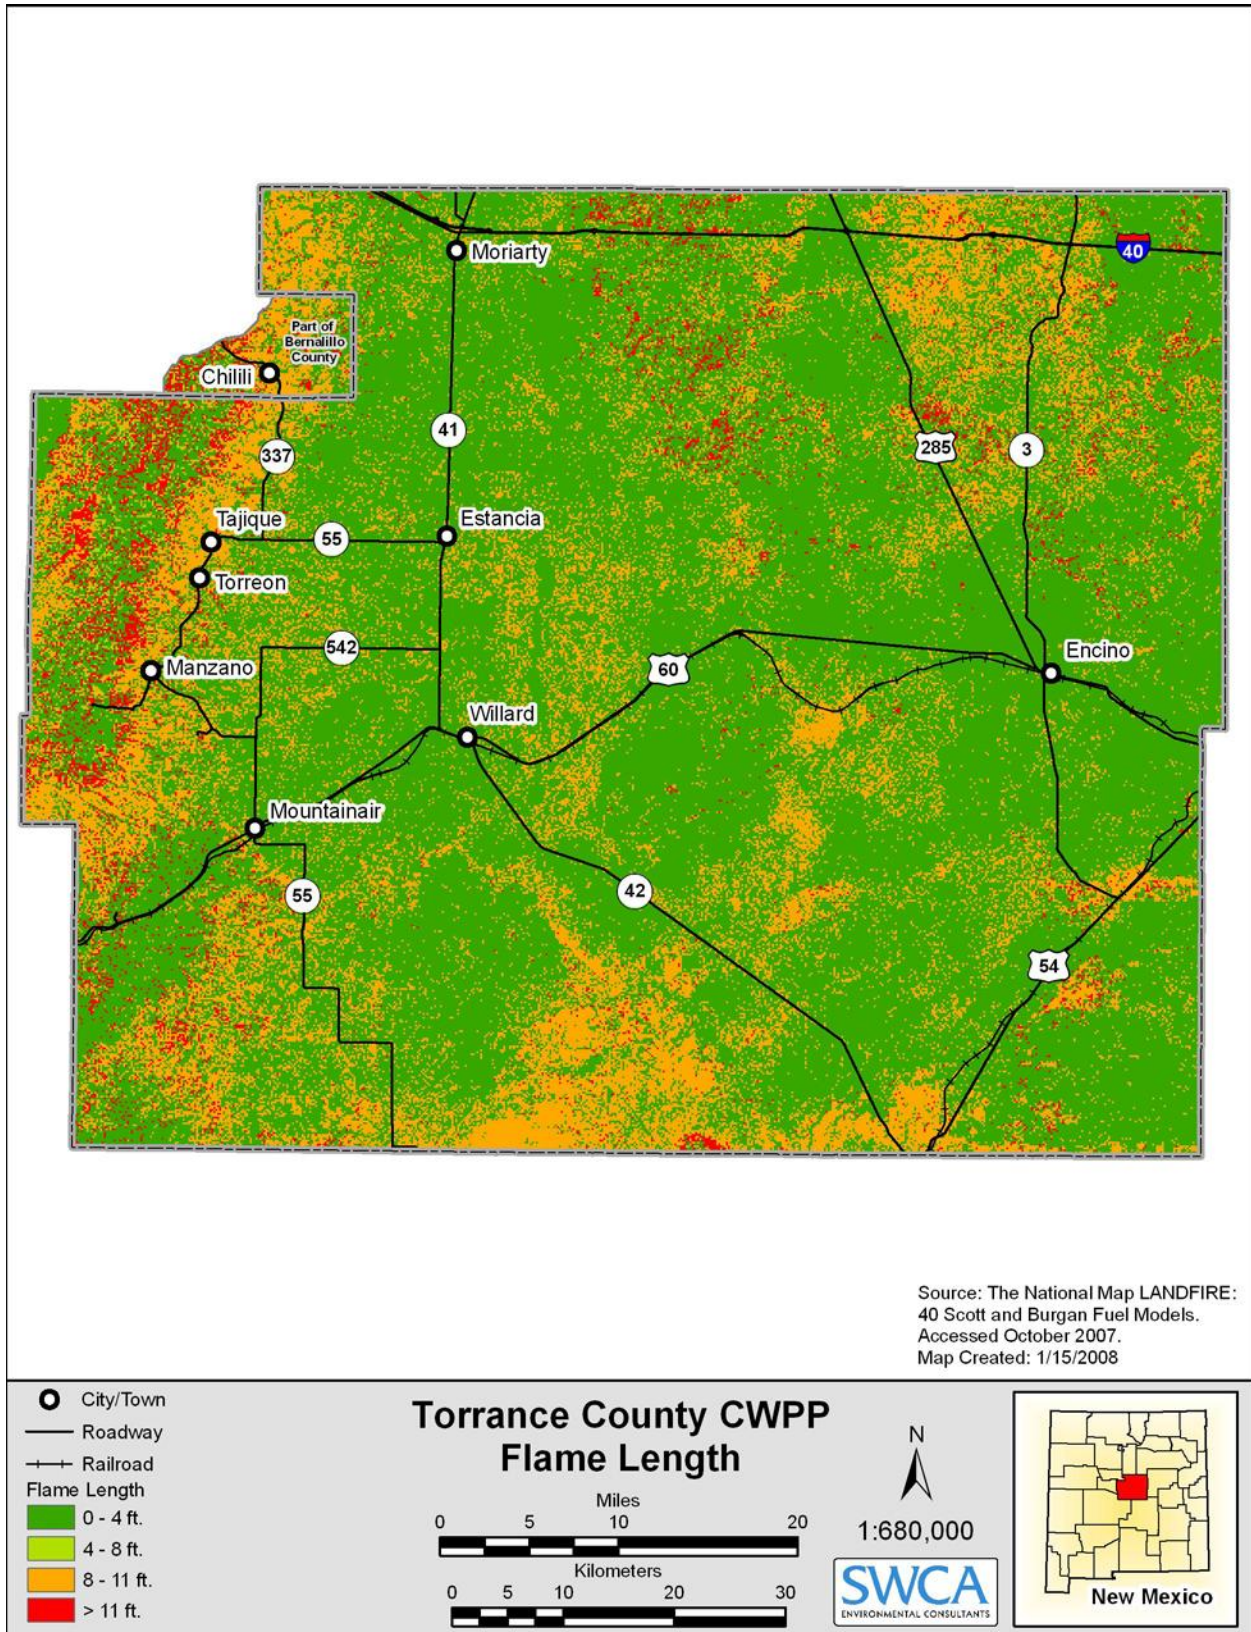 Moriarty
40
Part of
Bernalillo
County
Chilili
41
337
285
3
Tajique
Estancia
55
Torreon
542
Encino
Manzano
60
Willard
Mountainair
55
42
54
Source: The National Map LANDFIRE:
40 Scott and Burgan Fuel Models.
Accessed October 2007.
Map Created: 1/15/2008
City/Town
Roadway
Railroad
Flame Length
0 - 4 ft.
4 - 8 ft.
8 - 11 ft.
> 11 ft.
Torrance County CWPP
Flame Length
Miles
0 5 10 20
Kilometers
0 5 10 20 30
N
1:680,000
SWCA
ENVIRONMENTAL CONSULTANTS
New Mexico